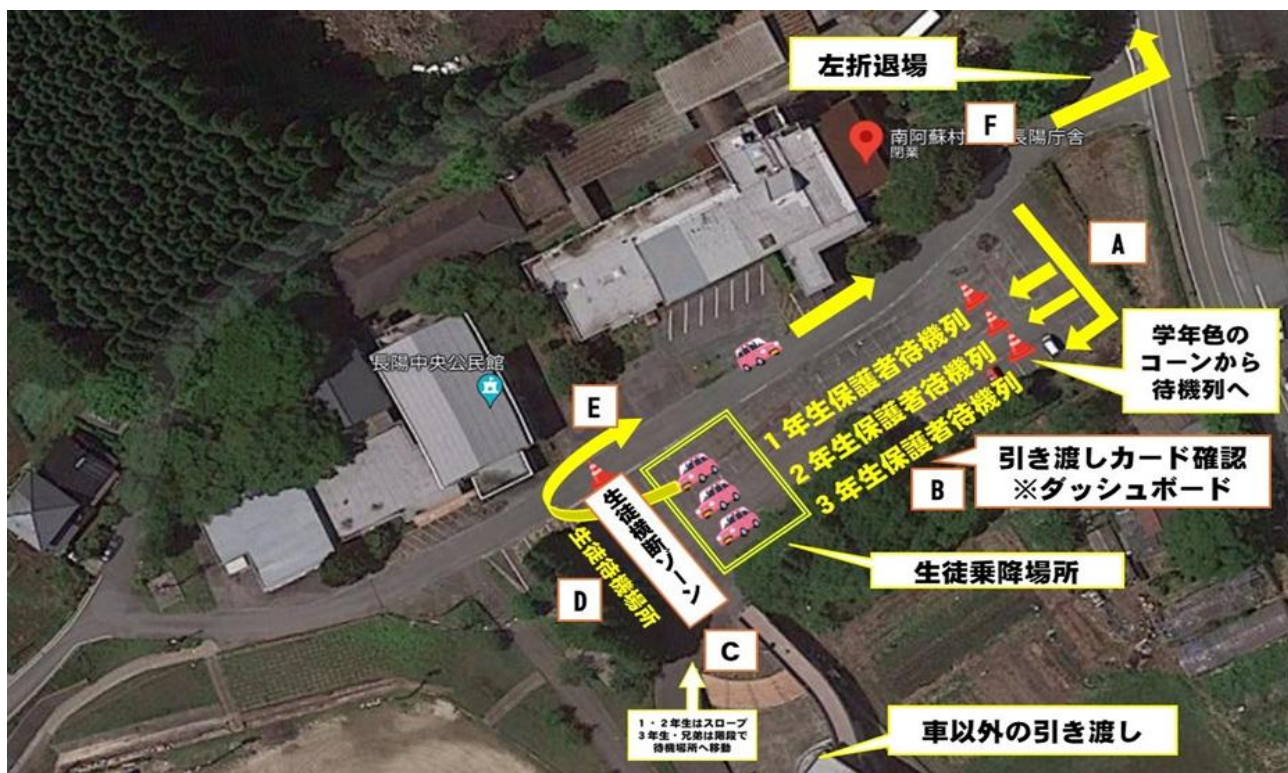 左折退場
F
南阿蘇村
長陽庁舎
閉業
A
学年色の
コーンから
待機列へ
長陽中央公民館
E
1年生保護者待機列
2年生保護者待機列
3年生保護者待機列
引き渡しカード確認
※ダッシュボード
B
生徒横断ゾーン
生徒待機場所
D
生徒乗降場所
C
1・2年生はスロープ
3年生・兄弟は階段で
待機場所へ移動
車以外の引き渡し